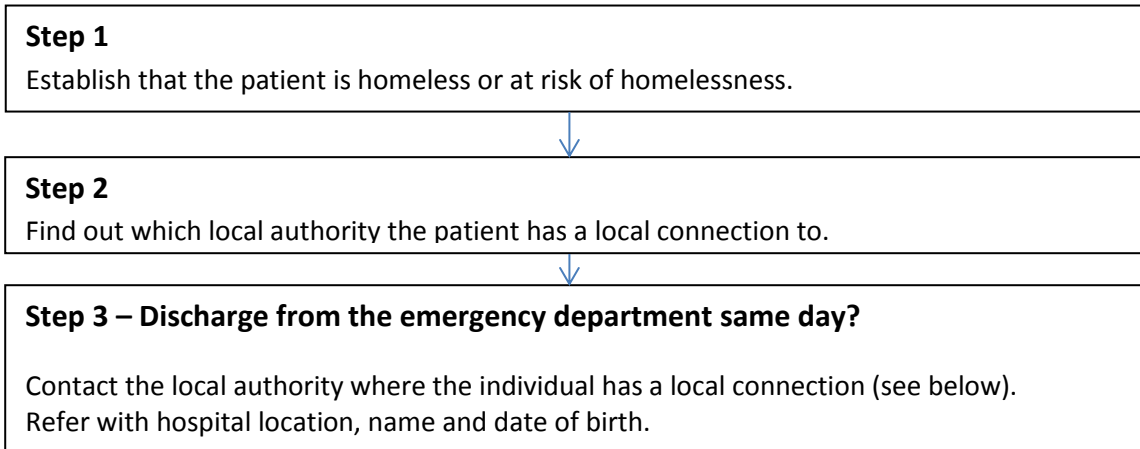 Step 1
Establish that the patient is homeless or at risk of homelessness.
Step 2
Find out which local authority the patient has a local connection to.
Step 3 – Discharge from the emergency department same day?
Contact the local authority where the individual has a local connection (see below).
Refer with hospital location, name and date of birth.